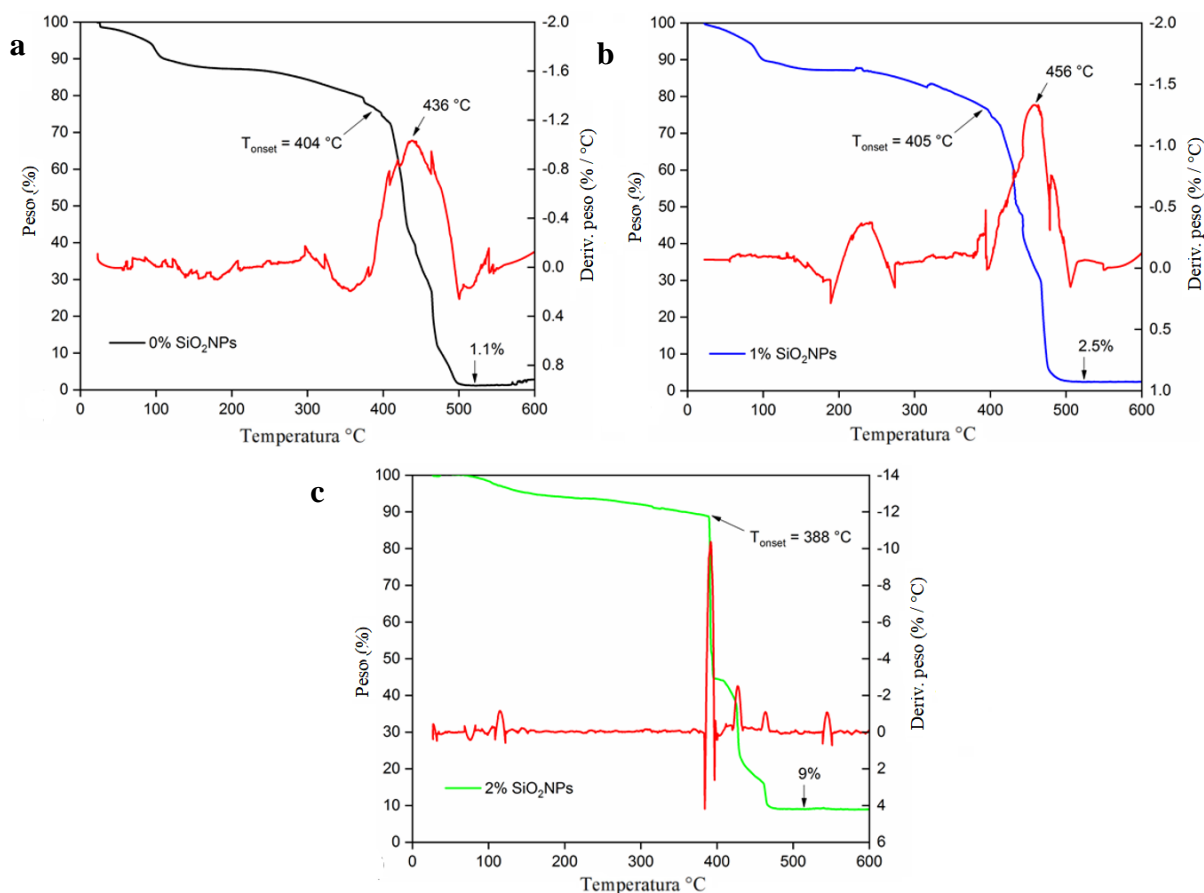 a
100
90
80
70
60
50
40
30
20
10
0
Peso (%)
-2.0
-1.6
-1.2
-0.8
-0.4
0.0
0.4
0.8
Deriv. peso (% / °C)
436 °C
Tonset = 404 °C
0% SiO2NPs
1.1%
0 100 200 300 400 500 600
Temperatura °C
b
100
90
80
70
60
50
40
30
20
10
0
Peso (%)
-2.0
-1.5
-1.0
-0.5
0.0
0.5
1.0
Deriv. peso (% / °C)
456 °C
Tonset = 405 °C
1% SiO2NPs
2.5%
0 100 200 300 400 500 600
Temperatura °C
c
100
90
80
70
60
50
40
30
20
10
0
Peso (%)
-14
-12
-10
-8
-6
-4
-2
0
2
4
6
Deriv. peso (% / °C)
Tonset = 388 °C
9%
2% SiO2NPs
0 100 200 300 400 500 600
Temperatura °C